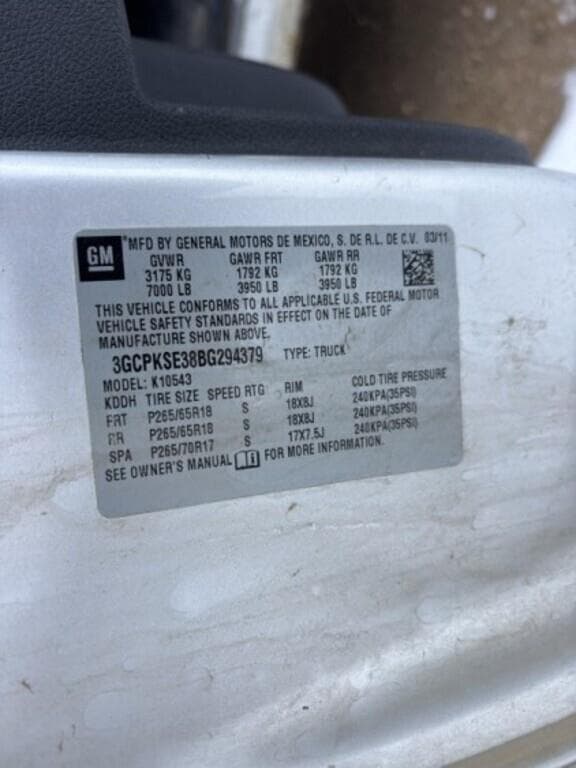 GM MFD BY GENERAL MOTORS DE MEXICO, S. DE R.L. DE C.V. 03/11
GVWR GAWR FRT GAWR RR
3175 KG 1792 KG 1792 KG
7000 LB 3950 LB 3950 LB
THIS VEHICLE CONFORMS TO ALL APPLICABLE U.S. FEDERAL MOTOR
VEHICLE SAFETY STANDARDS IN EFFECT ON THE DATE OF
MANUFACTURE SHOWN ABOVE.
3GCPKSE38BG294379 TYPE: TRUCK
MODEL: K10543
KDDH TIRE SIZE SPEED RTG RIM COLD TIRE PRESSURE
FRT P265/65R18 S 18X8J 240KPA(35PSI)
RR P265/65R18 S 18X8J 240KPA(35PSI)
SPA P265/70R17 S 17X7.5J 240KPA(35PSI)
SEE OWNER'S MANUAL FOR MORE INFORMATION.